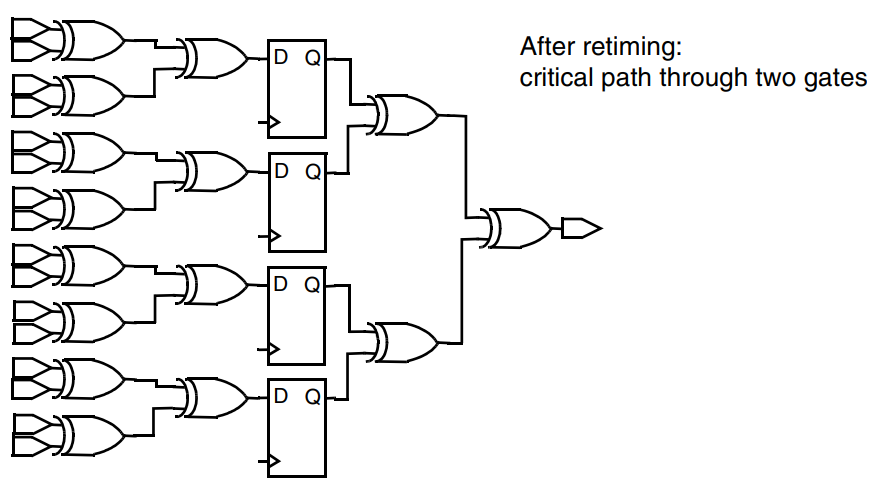 After retiming:
critical path through two gates
D Q
D Q
D Q
D Q